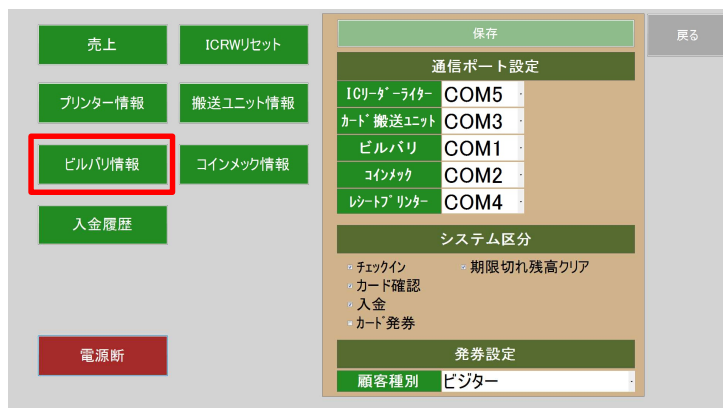 売上
ICRWリセット
プリンター情報
搬送ユニット情報
ビルバリ情報
コインメック情報
入金履歴
電源断
保存
通信ポート設定
ICリーダーライター COM5
カード搬送ユニット COM3
ビルバリ COM1
コインメック COM2
レシートプリンター COM4
システム区分
チェックイン 期限切れ残高クリア
カード確認
入金
カード発券
発券設定
顧客種別 ビジター
戻る